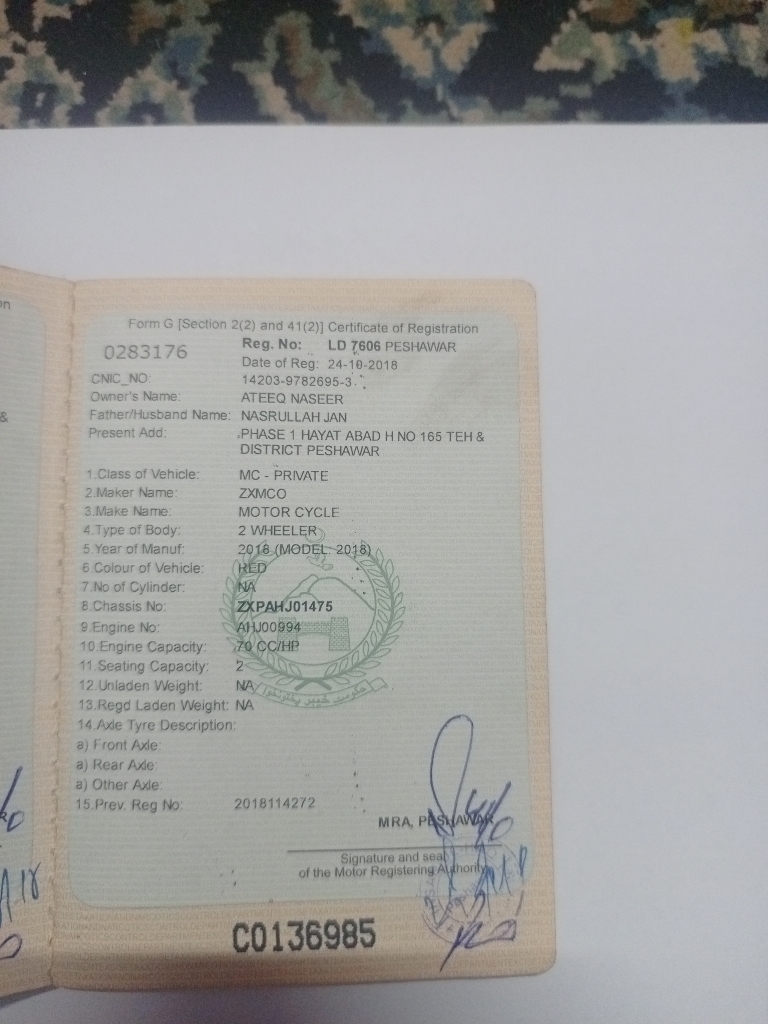 on
&
Form G [Section 2(2) and 41(2)] Certificate of Registration
0283176
Reg. No: LD 7606 PESHAWAR
Date of Reg: 24-10-2018
CNIC_NO: 14203-9782695-3
Owner's Name: ATEEQ NASEER
Father/Husband Name: NASRULLAH JAN
Present Add: PHASE 1 HAYAT ABAD H NO 165 TEH &
DISTRICT PESHAWAR
1.Class of Vehicle: MC - PRIVATE
2.Maker Name: ZXMCO
3.Make Name: MOTOR CYCLE
4.Type of Body: 2 WHEELER
5.Year of Manuf: 2018 (MODEL: 2018)
6.Colour of Vehicle: RED
7.No of Cylinder: NA
8.Chassis No: ZXPAHJ01475
9.Engine No: AHJ00994
10.Engine Capacity: 70 CC/HP
11.Seating Capacity: 2
12.Unladen Weight: NA
13.Regd Laden Weight: NA
حکومت خیبر پختونخوا
14.Axle Tyre Description:
a) Front Axle:
a) Rear Axle:
a) Other Axle:
15.Prev. Reg No: 2018114272
MRA, PESHAWAR
Signature and seal
of the Motor Registering Authority
C0136985